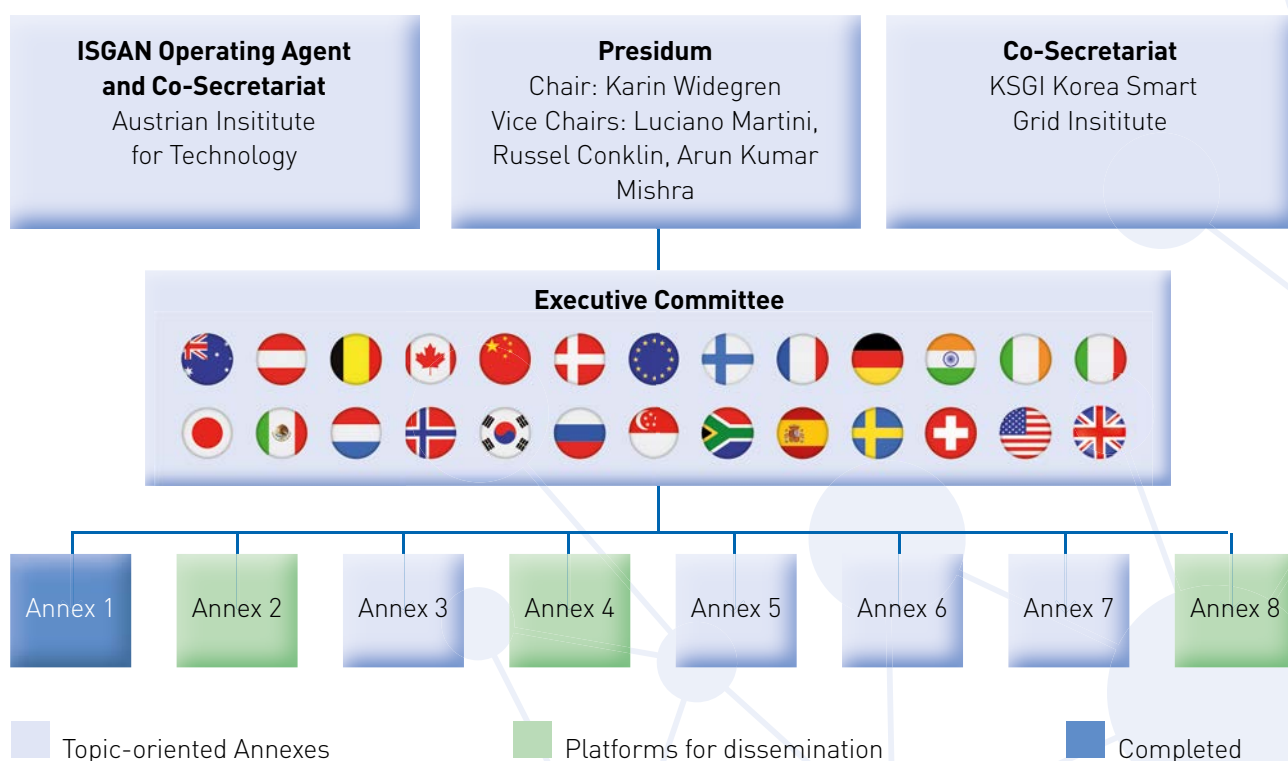 ISGAN Operating Agent
and Co-Secretariat
Austrian Insititute
for Technology
Presidum
Chair: Karin Widegren
Vice Chairs: Luciano Martini,
Russel Conklin, Arun Kumar
Mishra
Co-Secretariat
KSGI Korea Smart
Grid Insititute
Executive Committee
Annex 1
Annex 2
Annex 3
Annex 4
Annex 5
Annex 6
Annex 7
Annex 8
Topic-oriented Annexes
Platforms for dissemination
Completed